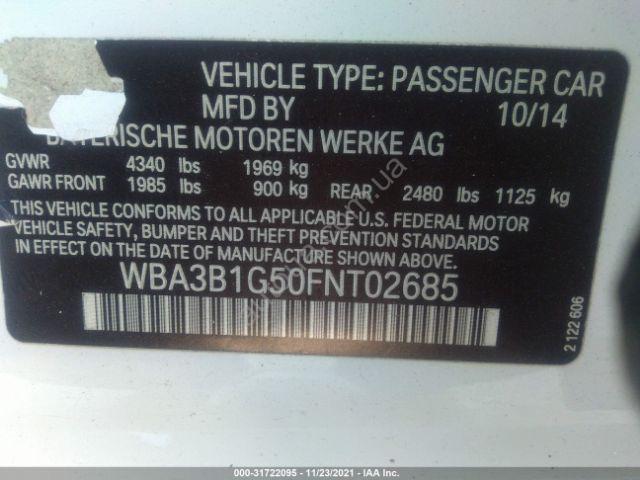 VEHICLE TYPE: PASSENGER CAR
MFD BY 10/14
BAYERISCHE MOTOREN WERKE AG
GVWR 4340 lbs 1969 kg
GAWR FRONT 1985 lbs 900 kg REAR 2480 lbs 1125 kg
THIS VEHICLE CONFORMS TO ALL APPLICABLE U.S. FEDERAL MOTOR
VEHICLE SAFETY, BUMPER AND THEFT PREVENTION STANDARDS
IN EFFECT ON THE DATE OF MANUFACTURE SHOWN ABOVE.
WBA3B1G50FNT02685
2 122 606
000-31722095 - 11/23/2021 - IAA Inc.